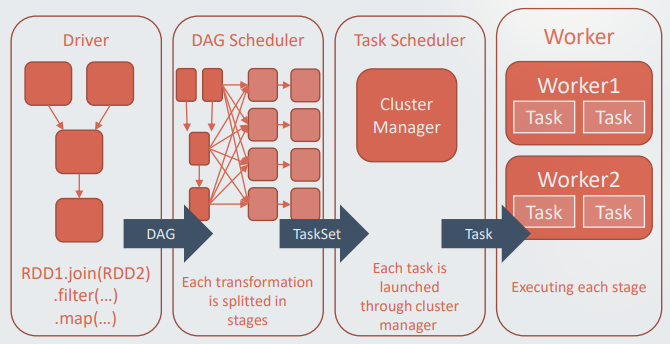 Driver
RDD1.join(RDD2)
.filter(...)
.map(...)
DAG
DAG Scheduler
Each transformation
is splitted in
stages
TaskSet
Task Scheduler
Cluster
Manager
Each task is
launched
through cluster
manager
Task
Worker
Worker1
Task Task
Worker2
Task Task
Executing each stage